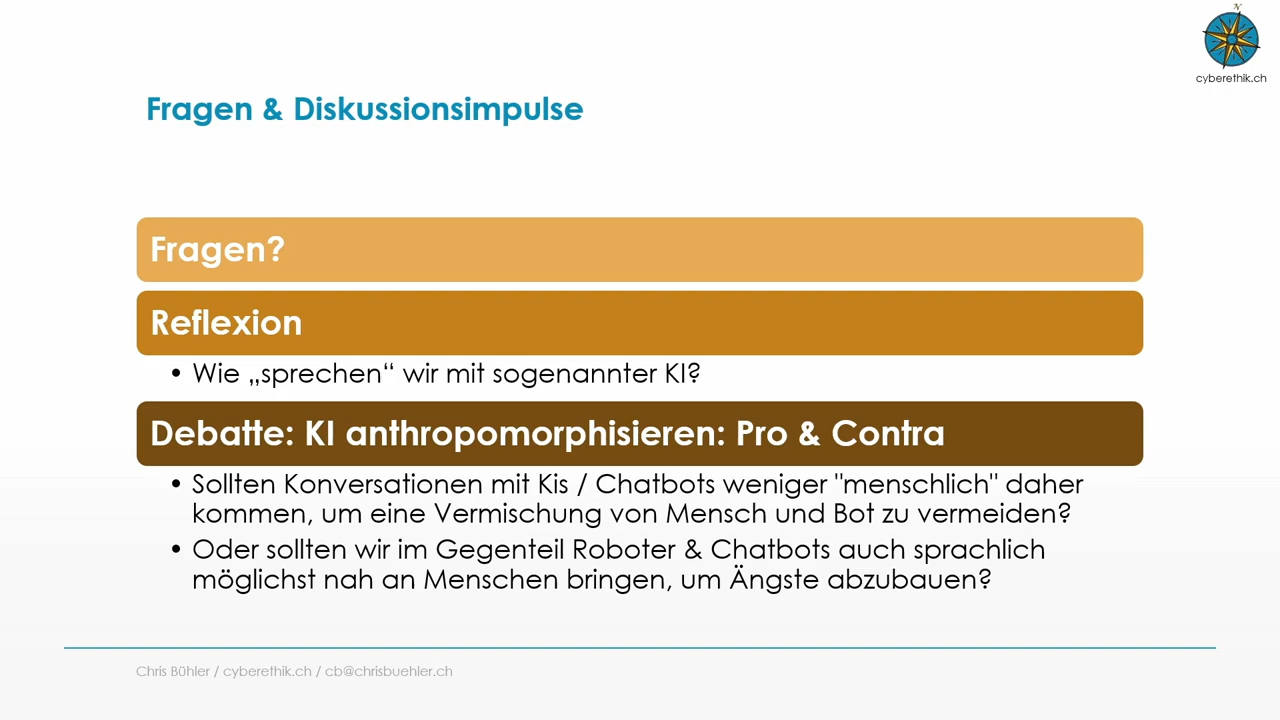 N
cyberethik.ch
Fragen & Diskussionsimpulse
Fragen?
Reflexion
• Wie „sprechen“ wir mit sogenannter KI?
Debatte: KI anthropomorphisieren: Pro & Contra
• Sollten Konversationen mit Kis / Chatbots weniger "menschlich" daher
kommen, um eine Vermischung von Mensch und Bot zu vermeiden?
• Oder sollten wir im Gegenteil Roboter & Chatbots auch sprachlich
möglichst nah an Menschen bringen, um Ängste abzubauen?
Chris Bühler / cyberethik.ch / cb@chrisbuehler.ch